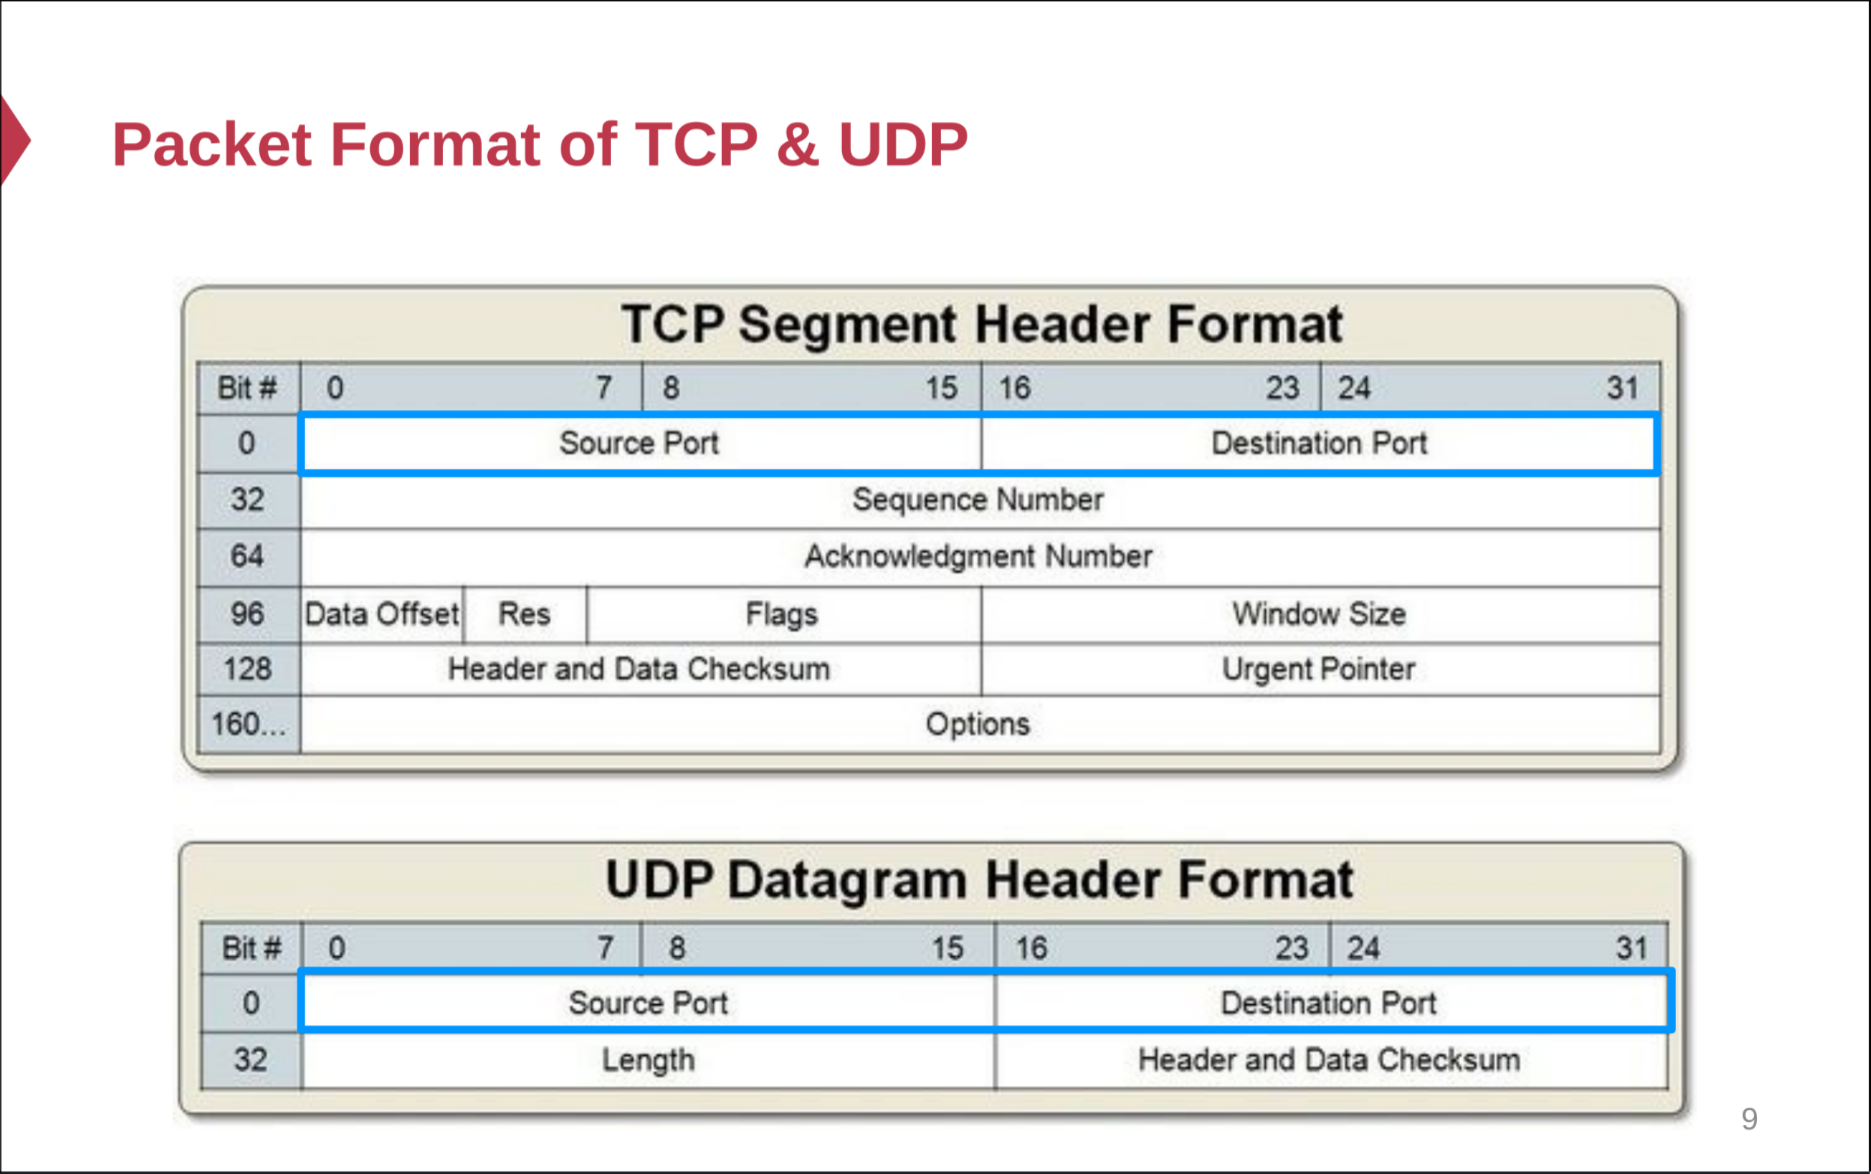 Packet Format of TCP & UDP
TCP Segment Header Format
Bit # 0 7 8 15 16 23 24 31
0 Source Port Destination Port
32 Sequence Number
64 Acknowledgment Number
96 Data Offset Res Flags Window Size
128 Header and Data Checksum Urgent Pointer
160... Options
UDP Datagram Header Format
Bit # 0 7 8 15 16 23 24 31
0 Source Port Destination Port
32 Length Header and Data Checksum
9